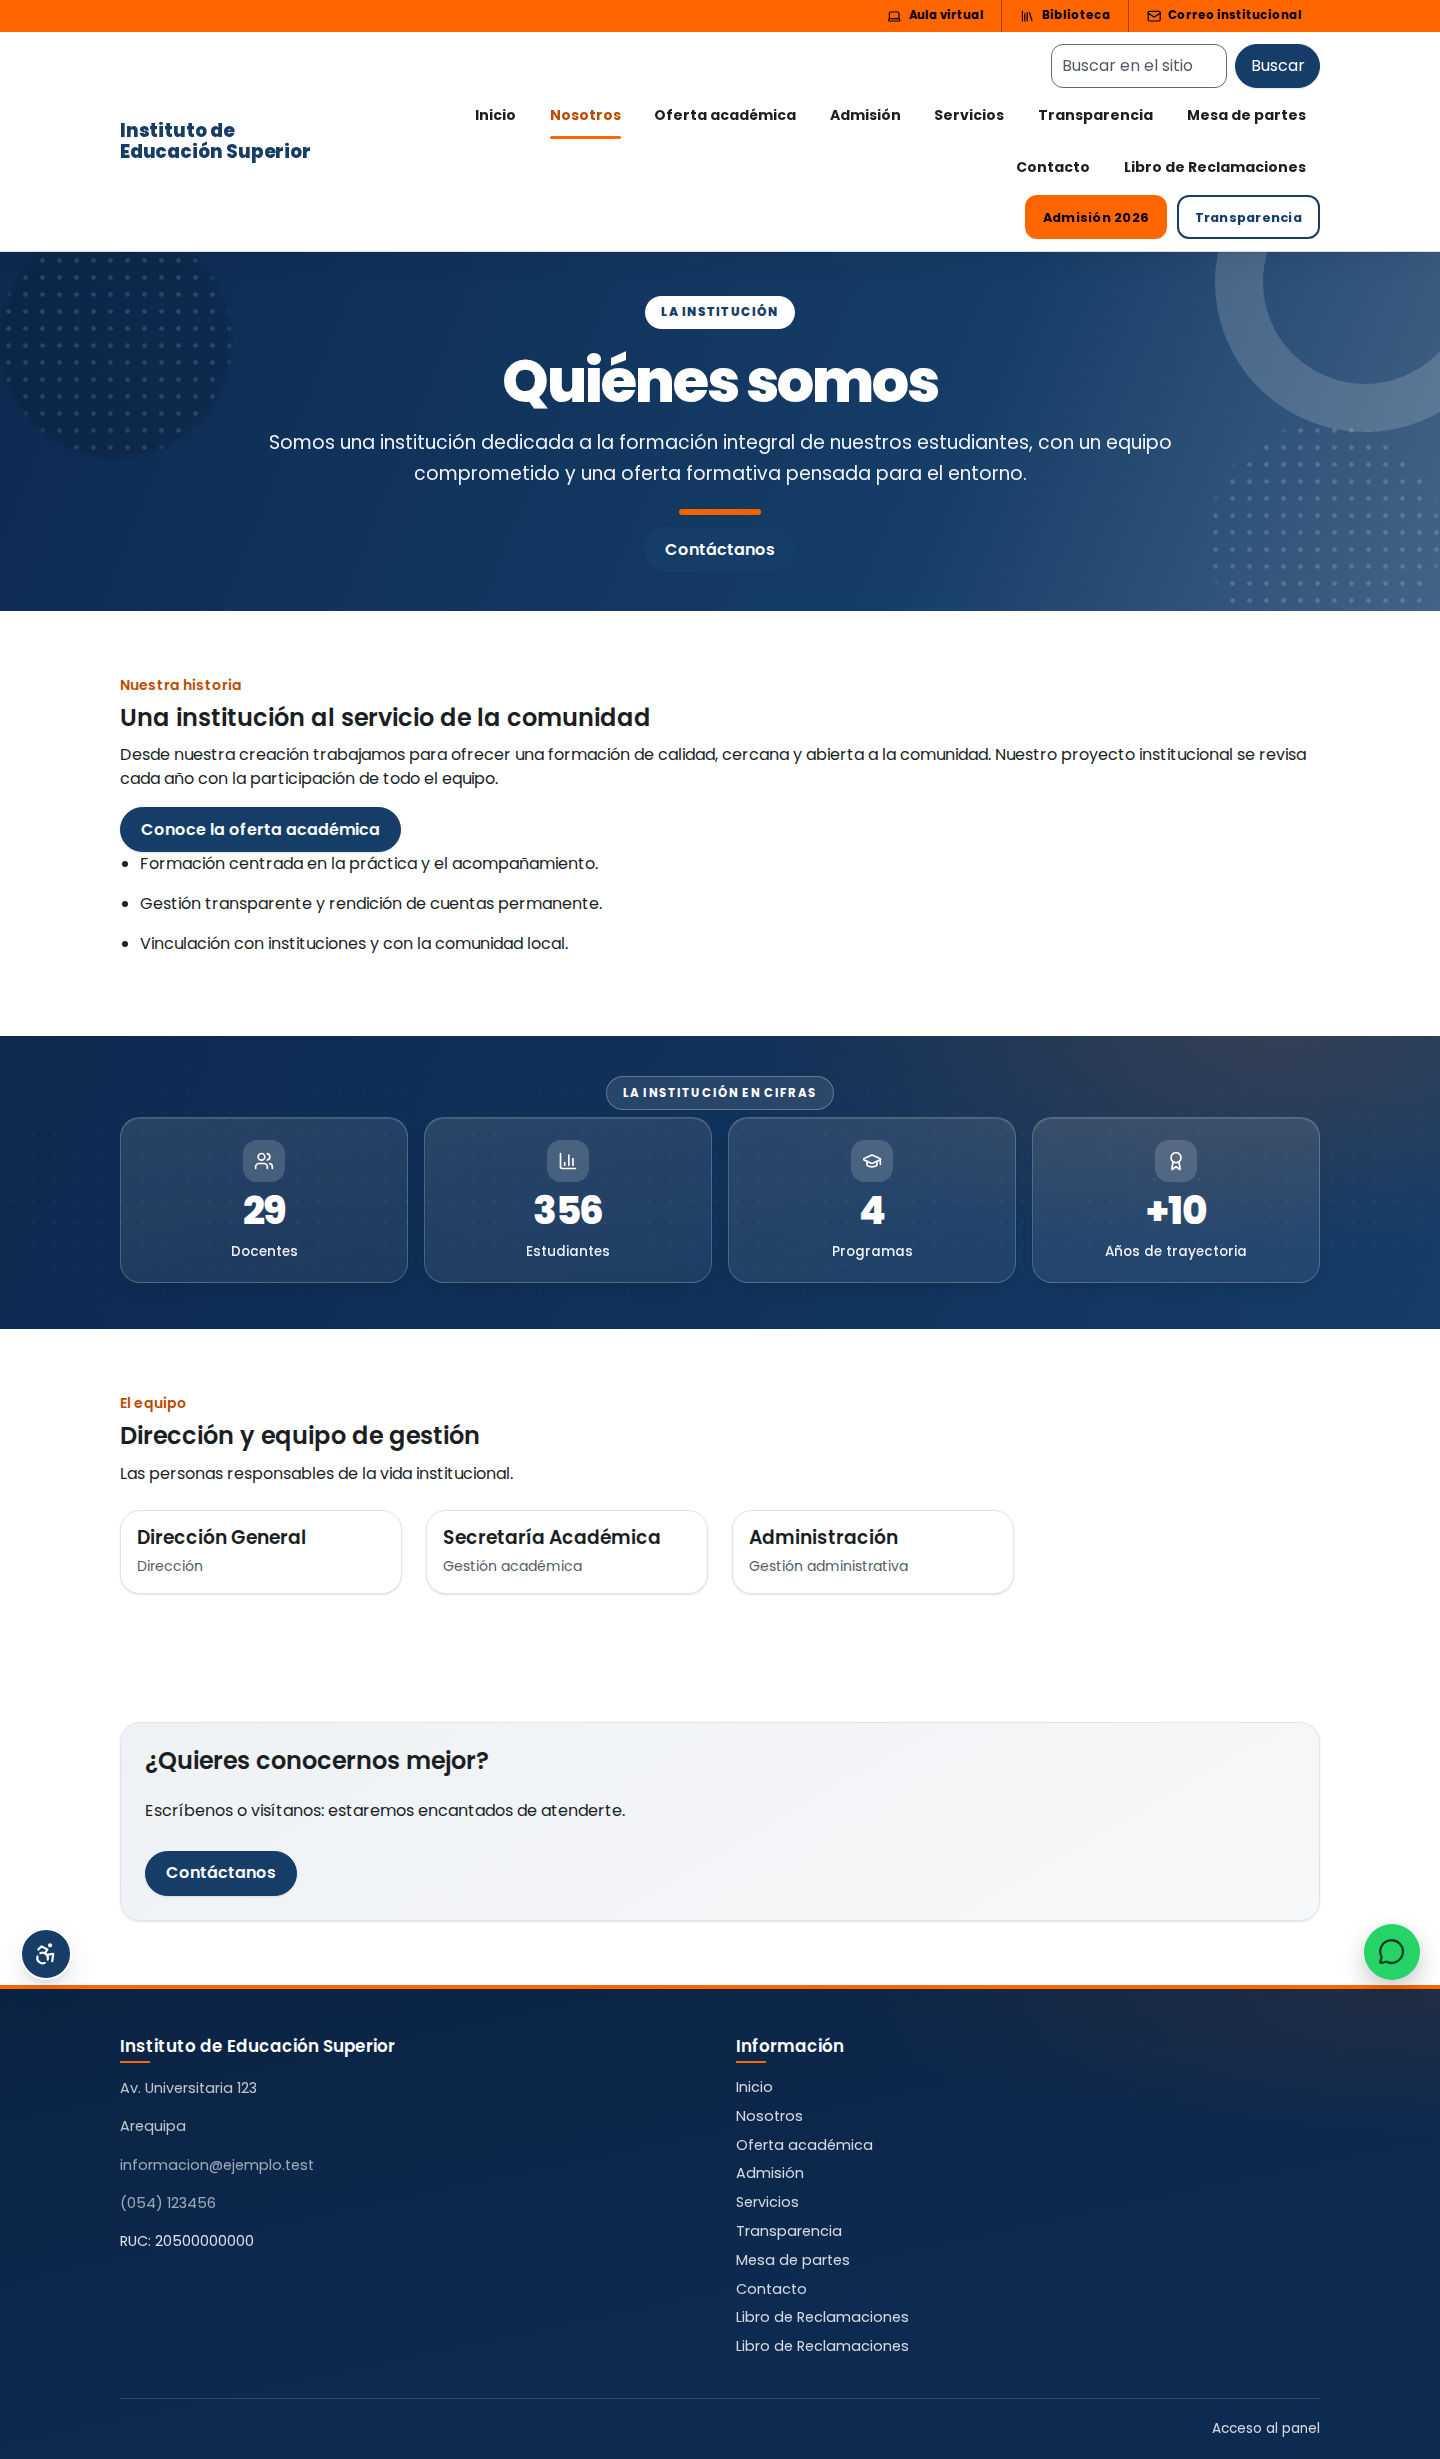 Aula virtual
Biblioteca
Correo institucional
Buscar en el sitio
Buscar
Instituto de
Educación Superior
Inicio
Nosotros
Oferta académica
Admisión
Servicios
Transparencia
Mesa de partes
Contacto
Libro de Reclamaciones
Admisión 2026
Transparencia
LA INSTITUCIÓN
Quiénes somos
Somos una institución dedicada a la formación integral de nuestros estudiantes, con un equipo
comprometido y una oferta formativa pensada para el entorno.
Contáctanos
Nuestra historia
Una institución al servicio de la comunidad
Desde nuestra creación trabajamos para ofrecer una formación de calidad, cercana y abierta a la comunidad. Nuestro proyecto institucional se revisa
cada año con la participación de todo el equipo.
Conoce la oferta académica
Formación centrada en la práctica y el acompañamiento.
Gestión transparente y rendición de cuentas permanente.
Vinculación con instituciones y con la comunidad local.
LA INSTITUCIÓN EN CIFRAS
29
Docentes
356
Estudiantes
4
Programas
+10
Años de trayectoria
El equipo
Dirección y equipo de gestión
Las personas responsables de la vida institucional.
Dirección General
Dirección
Secretaría Académica
Gestión académica
Administración
Gestión administrativa
¿Quieres conocernos mejor?
Escríbenos o visítanos: estaremos encantados de atenderte.
Contáctanos
Instituto de Educación Superior
Av. Universitaria 123
Arequipa
informacion@ejemplo.test
(054) 123456
RUC: 20500000000
Información
Inicio
Nosotros
Oferta académica
Admisión
Servicios
Transparencia
Mesa de partes
Contacto
Libro de Reclamaciones
Libro de Reclamaciones
Acceso al panel